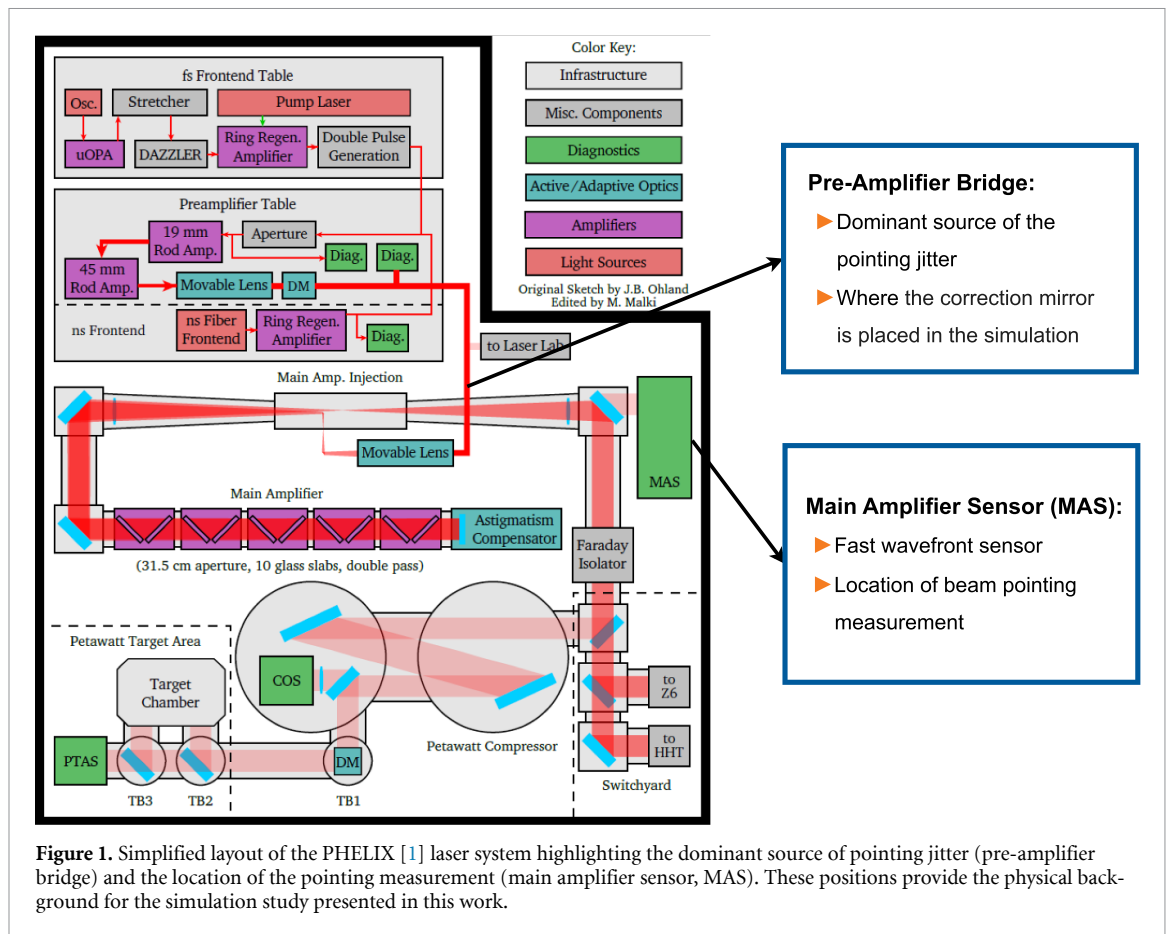 Color Key:
Infrastructure
Misc. Components
Diagnostics
Active/Adaptive Optics
Amplifiers
Light Sources
Original Sketch by J.B. Ohland
Edited by M. Malki
fs Frontend Table
Osc.
Stretcher
Pump Laser
uOPA
DAZZLER
Ring Regen.
Amplifier
Double Pulse
Generation
Preamplifier Table
19 mm
Rod Amp.
Aperture
Diag.
Diag.
45 mm
Rod Amp.
Movable Lens
DM
ns Frontend
ns Fiber
Frontend
Ring Regen.
Amplifier
Diag.
to Laser Lab
Main Amp. Injection
Movable Lens
MAS
Main Amplifier
Astigmatism
Compensator
(31.5 cm aperture, 10 glass slabs, double pass)
Faraday
Isolator
Petawatt Target Area
Target
Chamber
COS
to
Z6
to
HHT
Petawatt Compressor
PTAS
DM
TB3
TB2
TB1
Switchyard
Pre-Amplifier Bridge:
Dominant source of the
pointing jitter
Where the correction mirror
is placed in the simulation
Main Amplifier Sensor (MAS):
Fast wavefront sensor
Location of beam pointing
measurement
Figure 1. Simplified layout of the PHELIX [1] laser system highlighting the dominant source of pointing jitter (pre-amplifier
bridge) and the location of the pointing measurement (main amplifier sensor, MAS). These positions provide the physical back-
ground for the simulation study presented in this work.